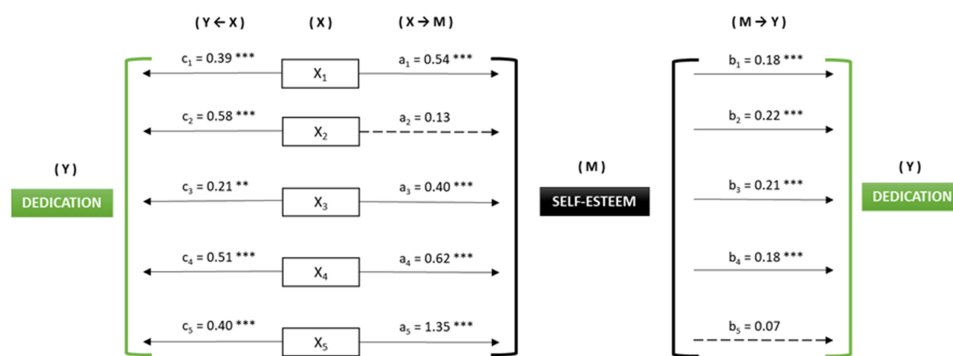 ( Y ← X ) ( X ) ( X → M ) ( M → Y )
c₁ = 0.39 *** X₁ a₁ = 0.54 *** b₁ = 0.18 ***
c₂ = 0.58 *** X₂ a₂ = 0.13 b₂ = 0.22 ***
( Y ) ( M ) ( Y )
c₃ = 0.21 ** X₃ a₃ = 0.40 *** b₃ = 0.21 ***
DEDICATION SELF-ESTEEM DEDICATION
c₄ = 0.51 *** X₄ a₄ = 0.62 *** b₄ = 0.18 ***
c₅ = 0.40 *** X₅ a₅ = 1.35 *** b₅ = 0.07